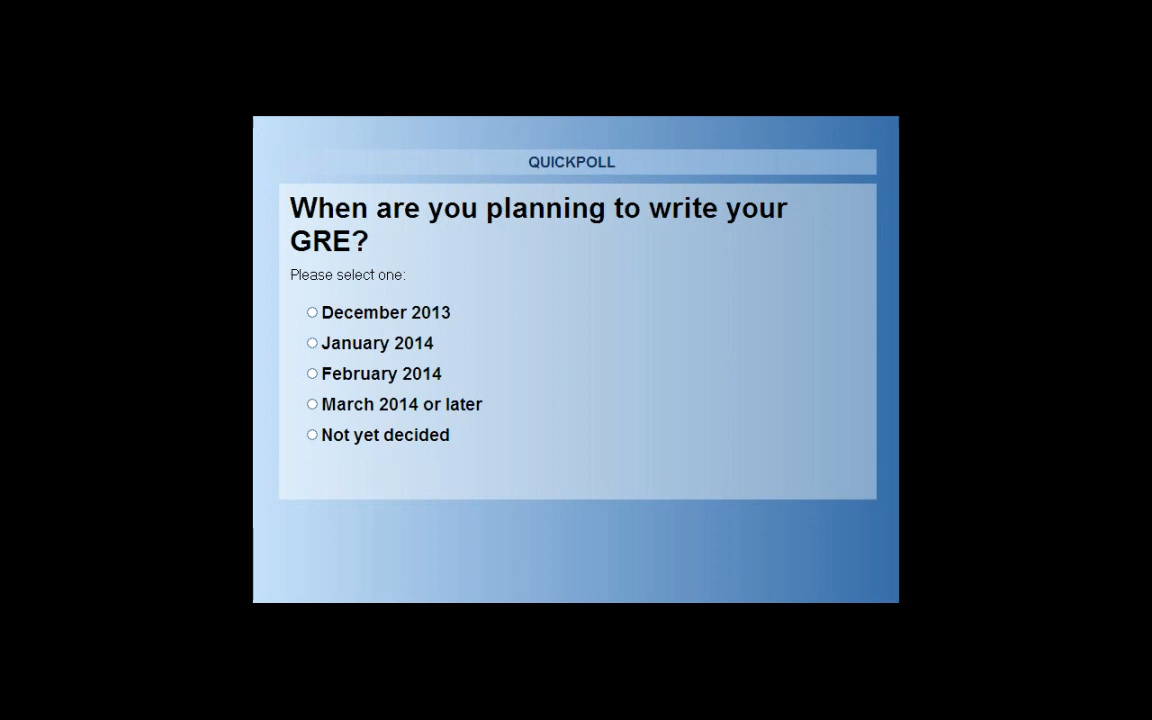 QUICKPOLL
When are you planning to write your
GRE?
Please select one:
December 2013
January 2014
February 2014
March 2014 or later
Not yet decided